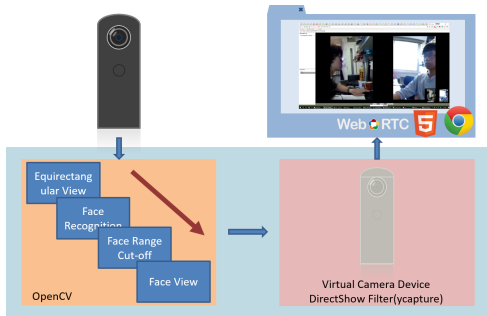 Web RTC
5
Equirectang
ular View
Face
Recognition
Face Range
Cut-off
Face View
OpenCV
Virtual Camera Device
DirectShow Filter(ycapture)